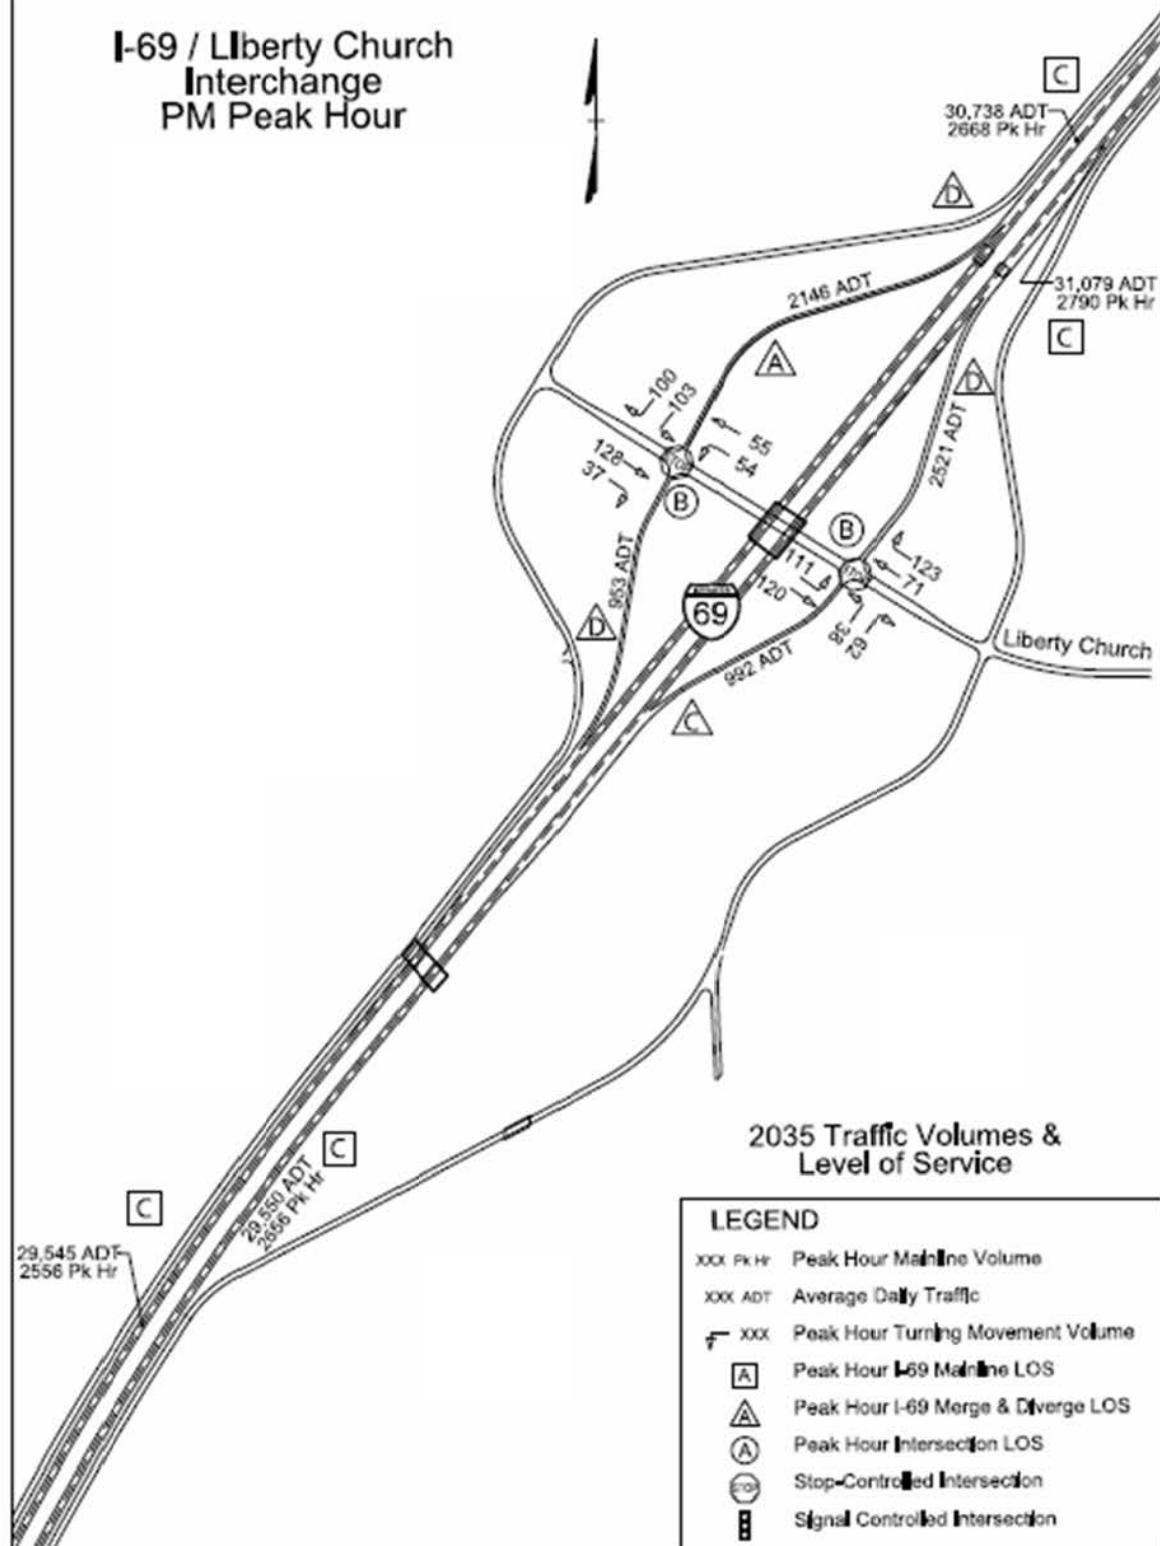 I-69 / Liberty Church
Interchange
PM Peak Hour
C
30,738 ADT
2668 Pk Hr
D
2146 ADT
31,079 ADT
2790 Pk Hr
C
A
D
100
103
55
54
128
37
2521 ADT
B
B
953 ADT
111
120
123
71
69
D
38
Liberty Church
992 ADT
C
C
29,550 ADT
2656 Pk Hr
C
29,545 ADT
2556 Pk Hr
2035 Traffic Volumes &
Level of Service
LEGEND
XXX Pk Hr Peak Hour Mainline Volume
XXX ADT Average Daily Traffic
XXX Peak Hour Turning Movement Volume
A Peak Hour I-69 Mainline LOS
A Peak Hour I-69 Merge & Diverge LOS
A Peak Hour Intersection LOS
STOP Stop-Controlled Intersection
Signal Controlled Intersection